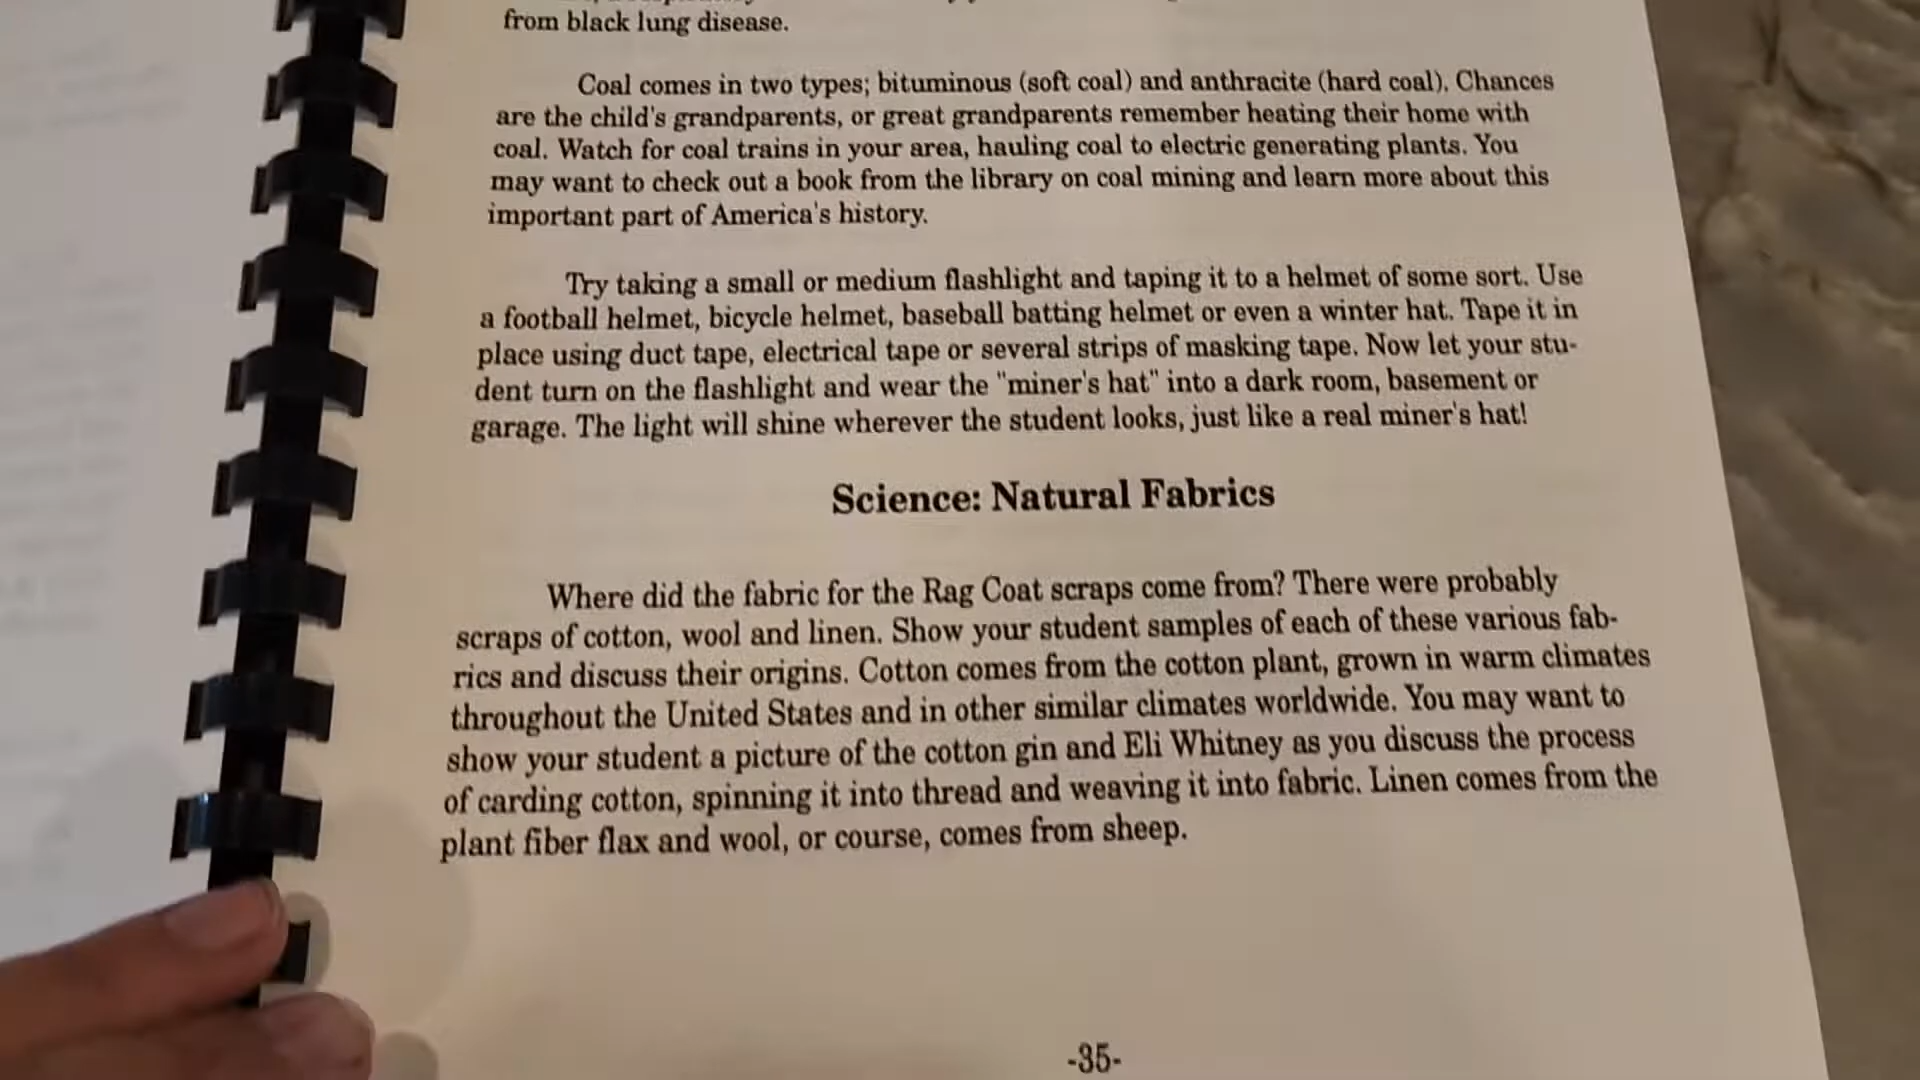 from black lung disease.
Coal comes in two types; bituminous (soft coal) and anthracite (hard coal). Chances
are the child's grandparents, or great grandparents remember heating their home with
coal. Watch for coal trains in your area, hauling coal to electric generating plants. You
may want to check out a book from the library on coal mining and learn more about this
important part of America's history.
Try taking a small or medium flashlight and taping it to a helmet of some sort. Use
a football helmet, bicycle helmet, baseball batting helmet or even a winter hat. Tape it in
place using duct tape, electrical tape or several strips of masking tape. Now let your stu-
dent turn on the flashlight and wear the "miner's hat" into a dark room, basement or
garage. The light will shine wherever the student looks, just like a real miner's hat!
Science: Natural Fabrics
Where did the fabric for the Rag Coat scraps come from? There were probably
scraps of cotton, wool and linen. Show your student samples of each of these various fab-
rics and discuss their origins. Cotton comes from the cotton plant, grown in warm climates
throughout the United States and in other similar climates worldwide. You may want to
show your student a picture of the cotton gin and Eli Whitney as you discuss the process
of carding cotton, spinning it into thread and weaving it into fabric. Linen comes from the
plant fiber flax and wool, or course, comes from sheep.
-35-